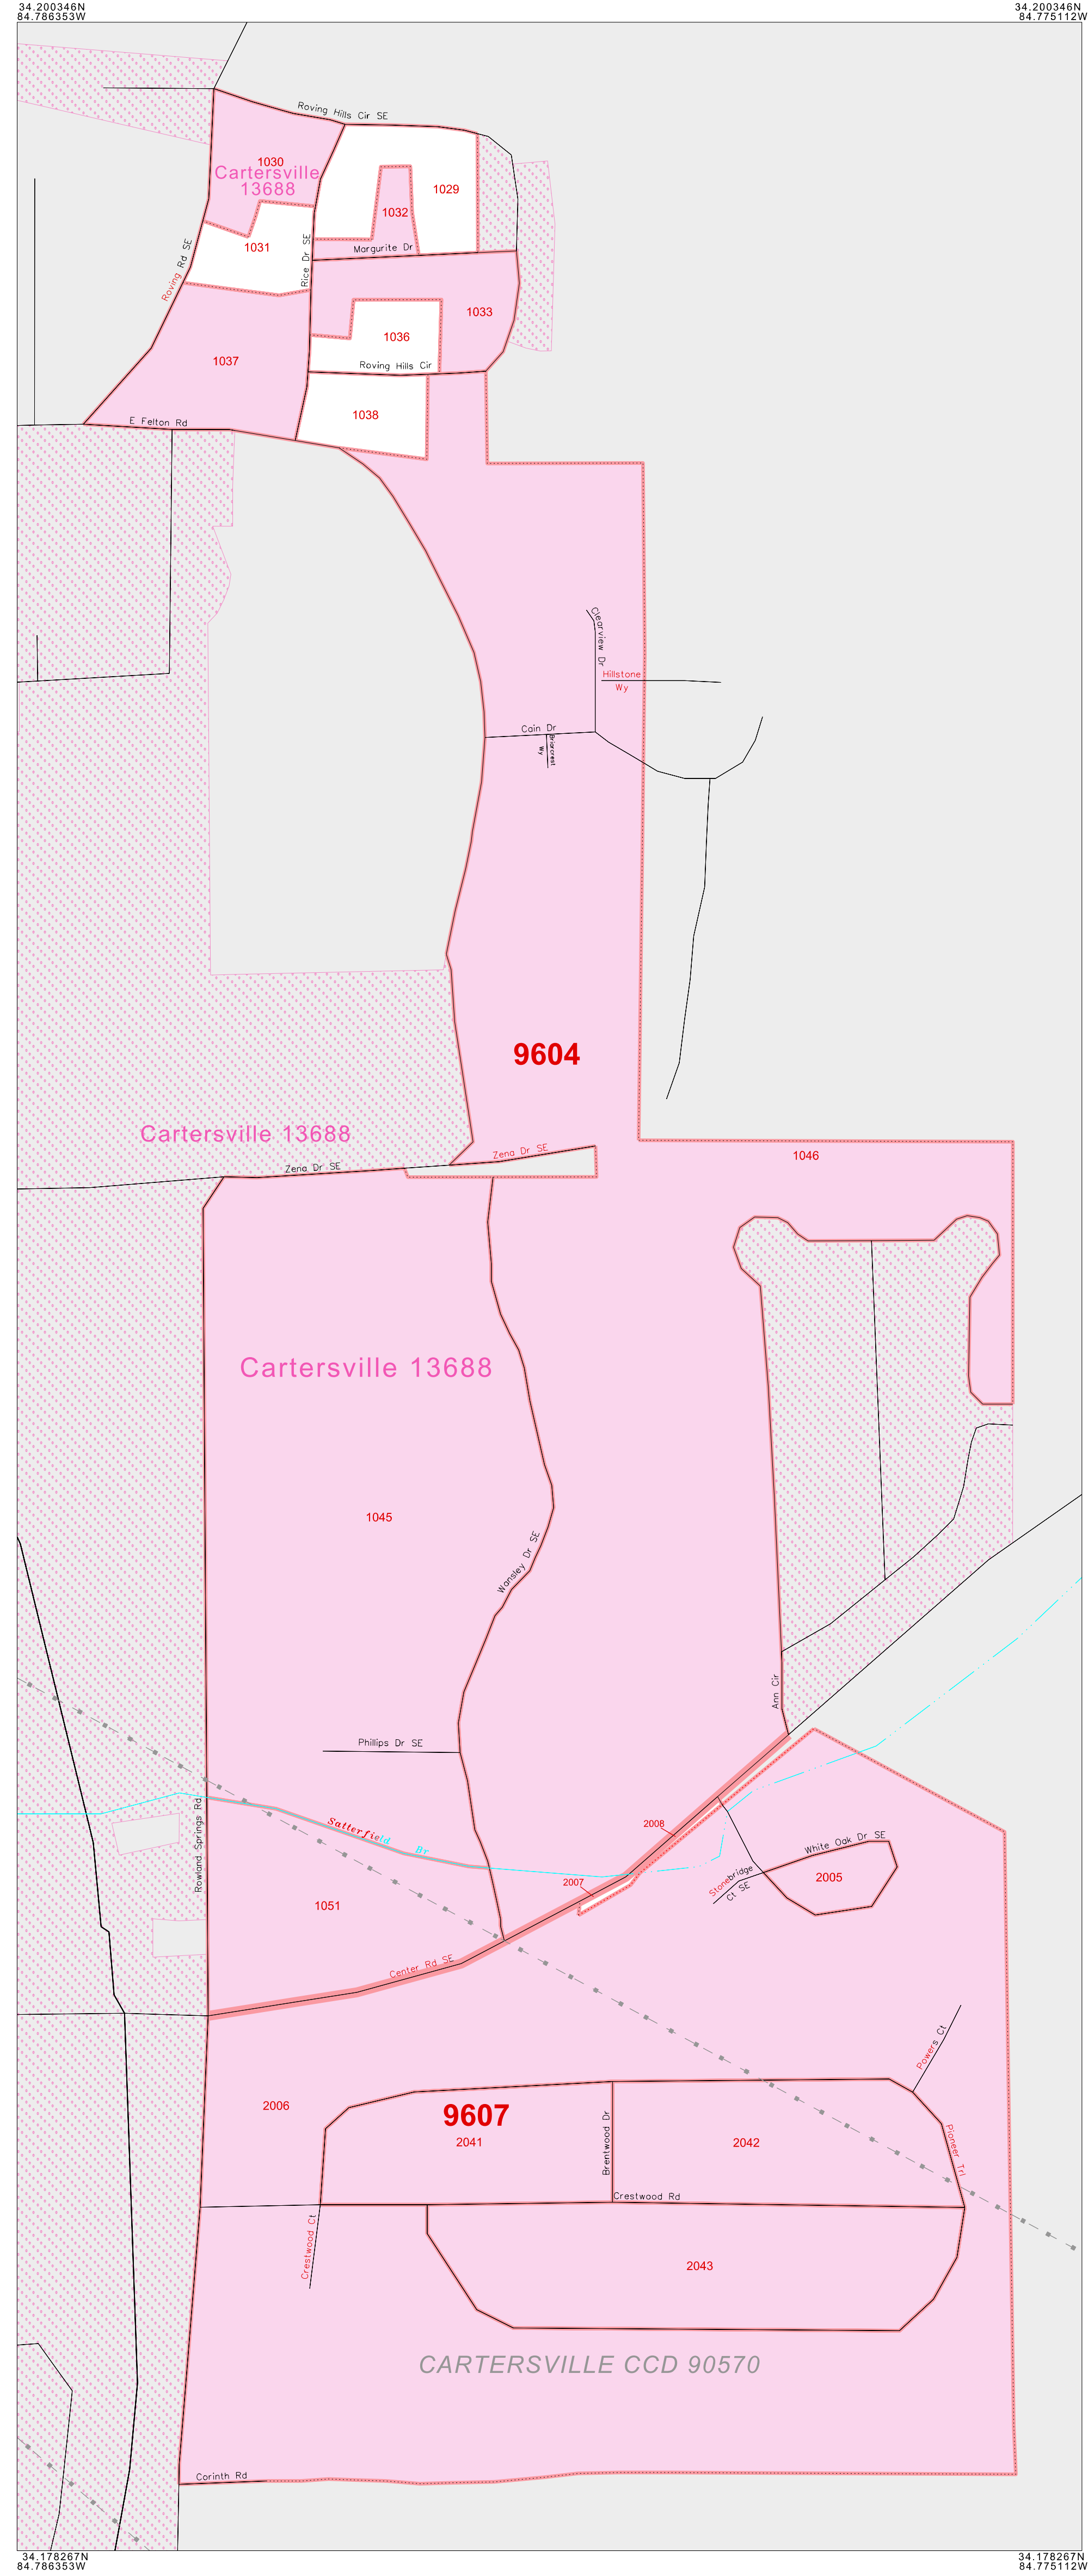 34.200346N
84.786353W
34.200346N
84.775112W
Roving Hills Cir SE
1030
Cartersville
13688
1029
1032
1031
Margurite Dr
Rice Dr SE
Roving Rd SE
1033
1036
1037
Roving Hills Cir
1038
E Felton Rd
Clearview Dr
Hillstone
Wy
Cain Dr
Briarcrest
Wy
9604
Cartersville 13688
Zena Dr SE
Zena Dr SE
1046
Cartersville 13688
1045
Wansley Dr SE
Ann Cir
Phillips Dr SE
Rowland Springs Rd
Satterfield Br
2008
White Oak Dr SE
2005
Stonebridge
Ct SE
2007
1051
Center Rd SE
Powers Ct
2006
9607
2041
Brentwood Dr
2042
Pioneer Trl
Crestwood Rd
Crestwood Ct
2043
CARTERSVILLE CCD 90570
Corinth Rd
34.178267N
84.786353W
34.178267N
84.775112W